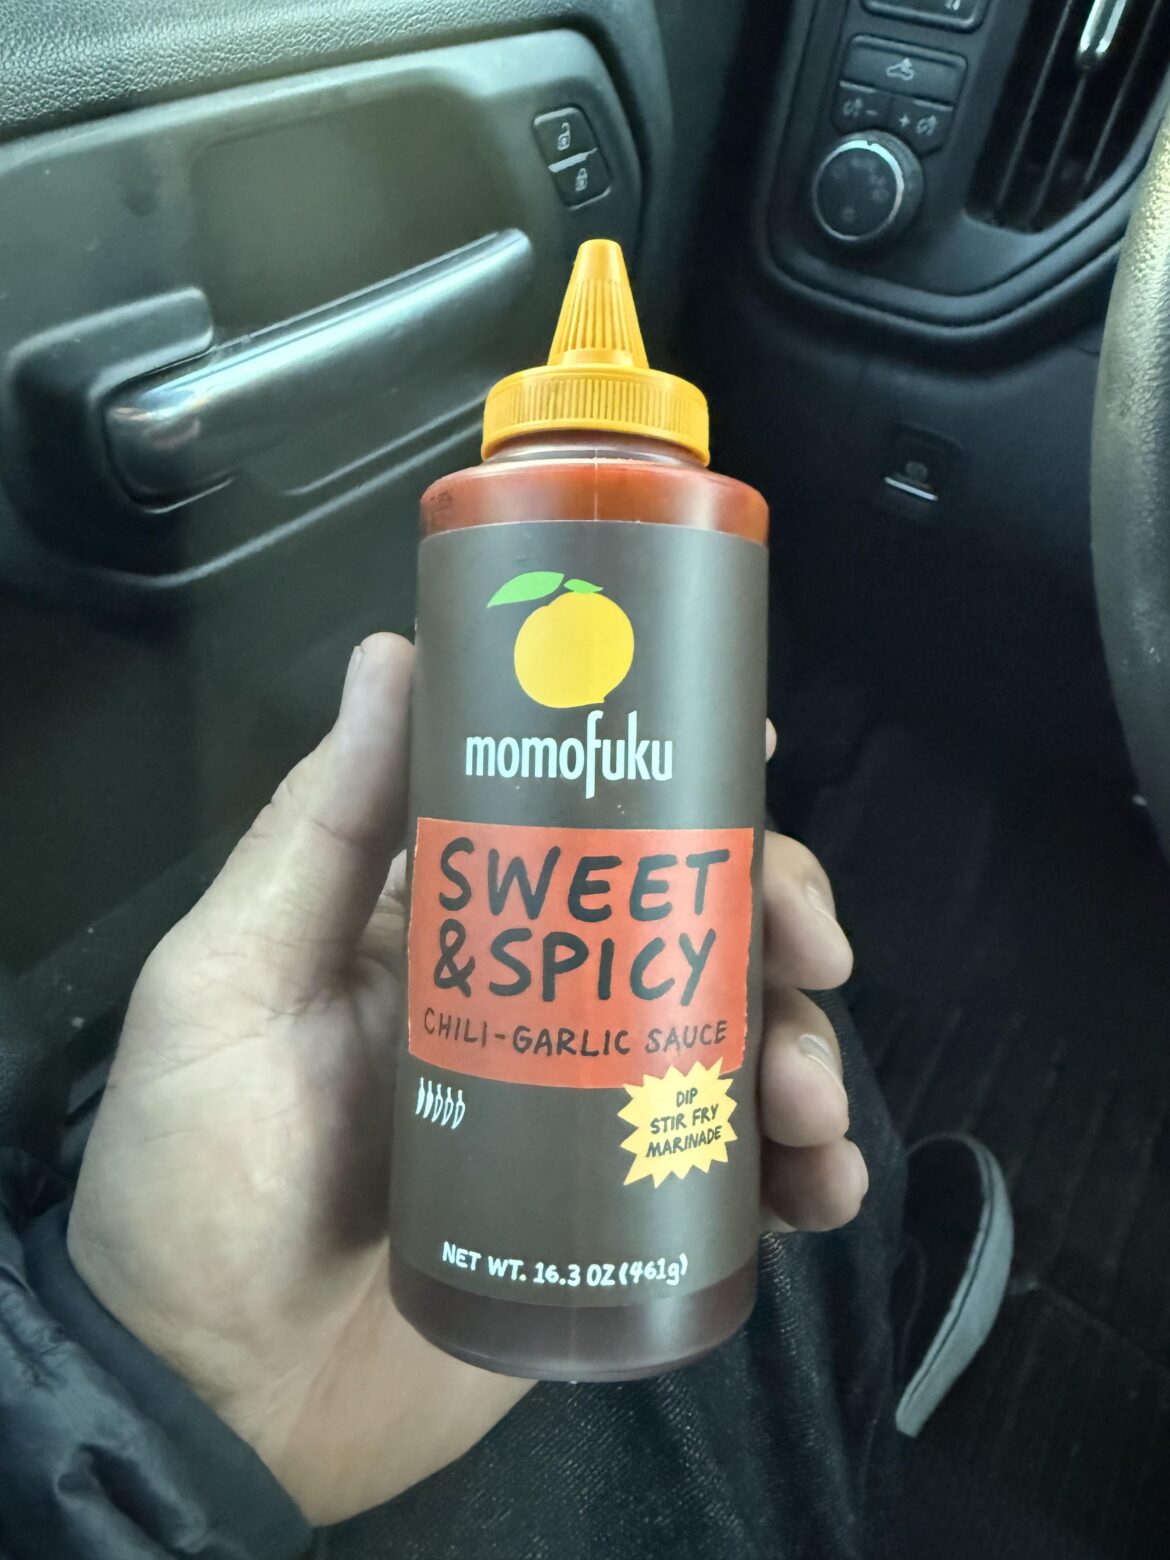 momofuku
SWEET
&SPICY
CHILI-GARLIC SAUCE
DIP
STIR FRY
MARINADE
NET WT. 16.3 OZ (461g)